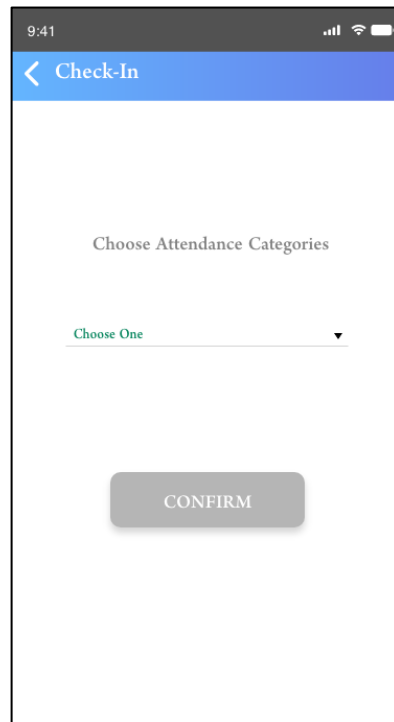 9:41
Check-In
Choose Attendance Categories
Choose One
CONFIRM